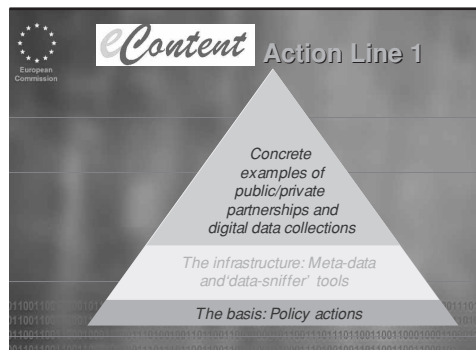 European
Commission
eContent Action Line 1
Concrete
examples of
public/private
partnerships and
digital data collections
The infrastructure: Meta-data
and‘data-sniffer’ tools
The basis: Policy actions